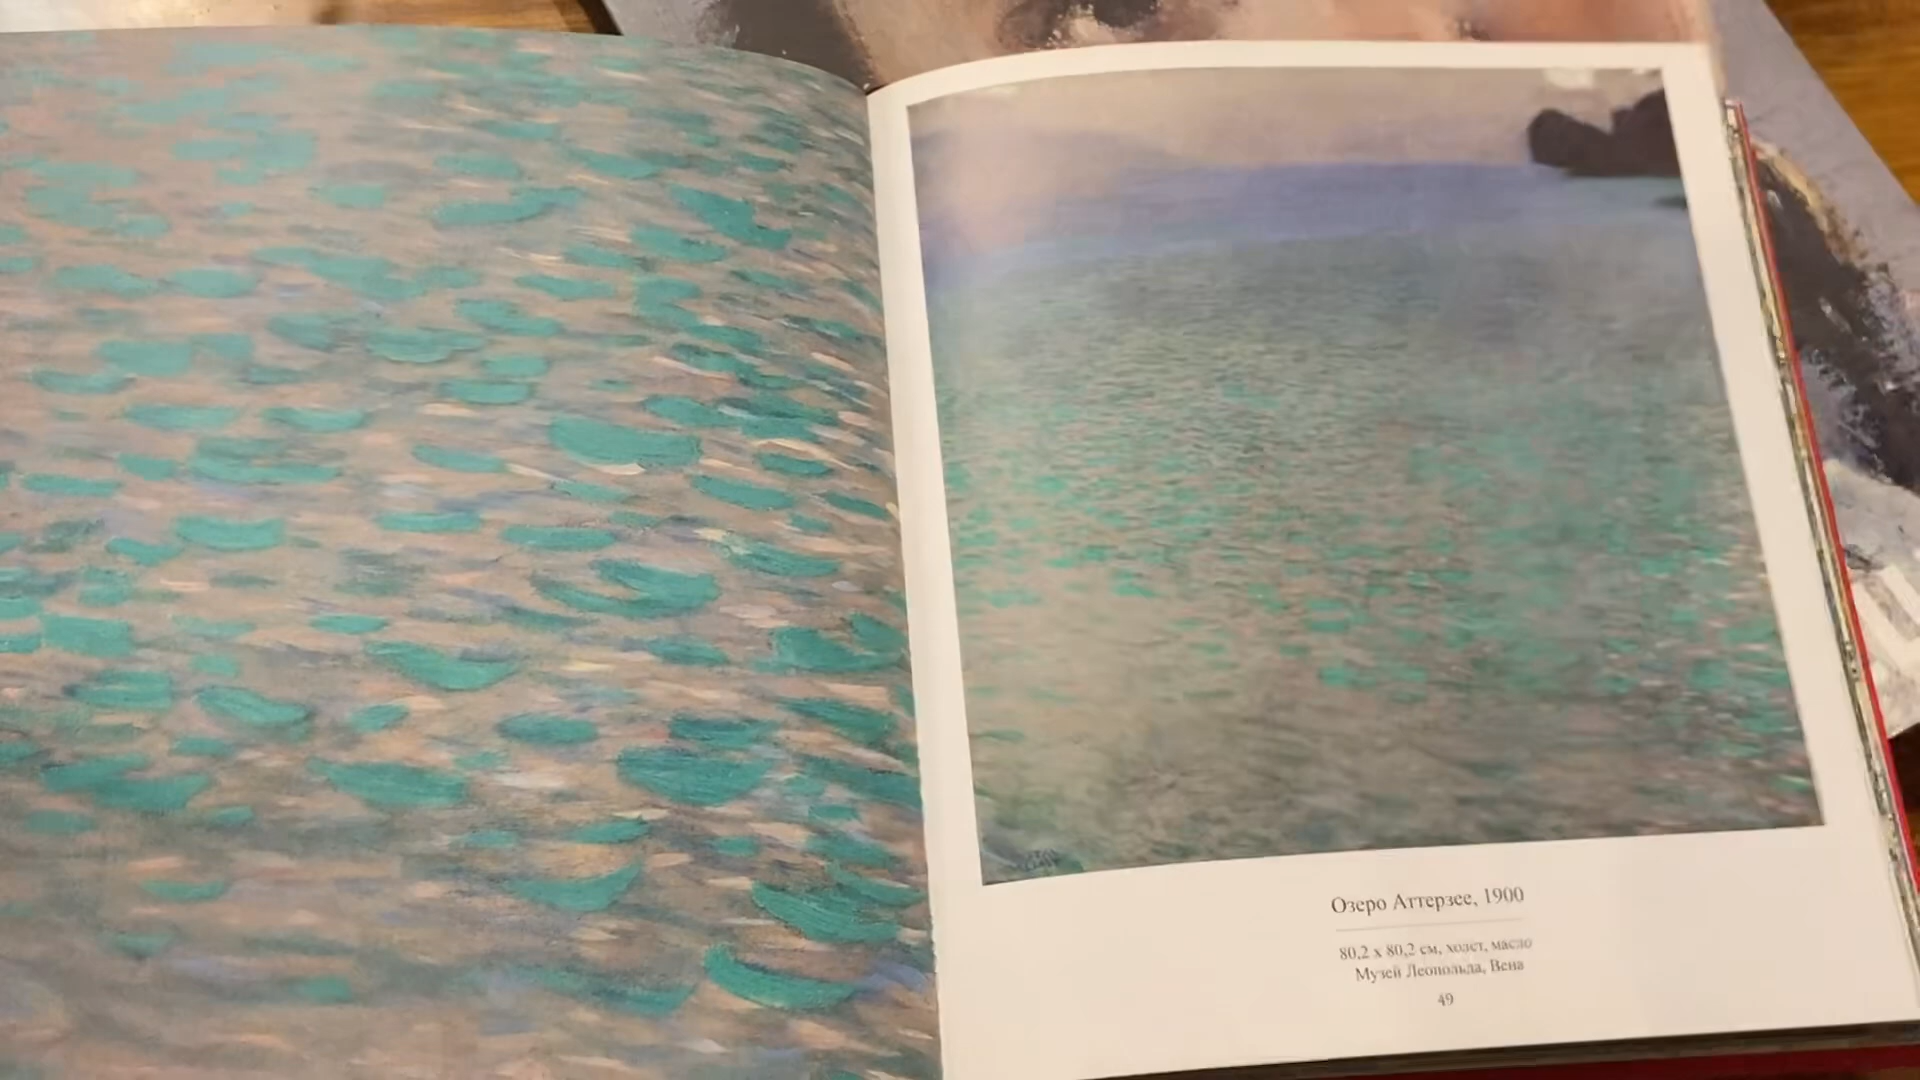 Озеро Аттерзее, 1900
80,2 x 80,2 см, холст, масло
Музей Леопольда, Вена
49